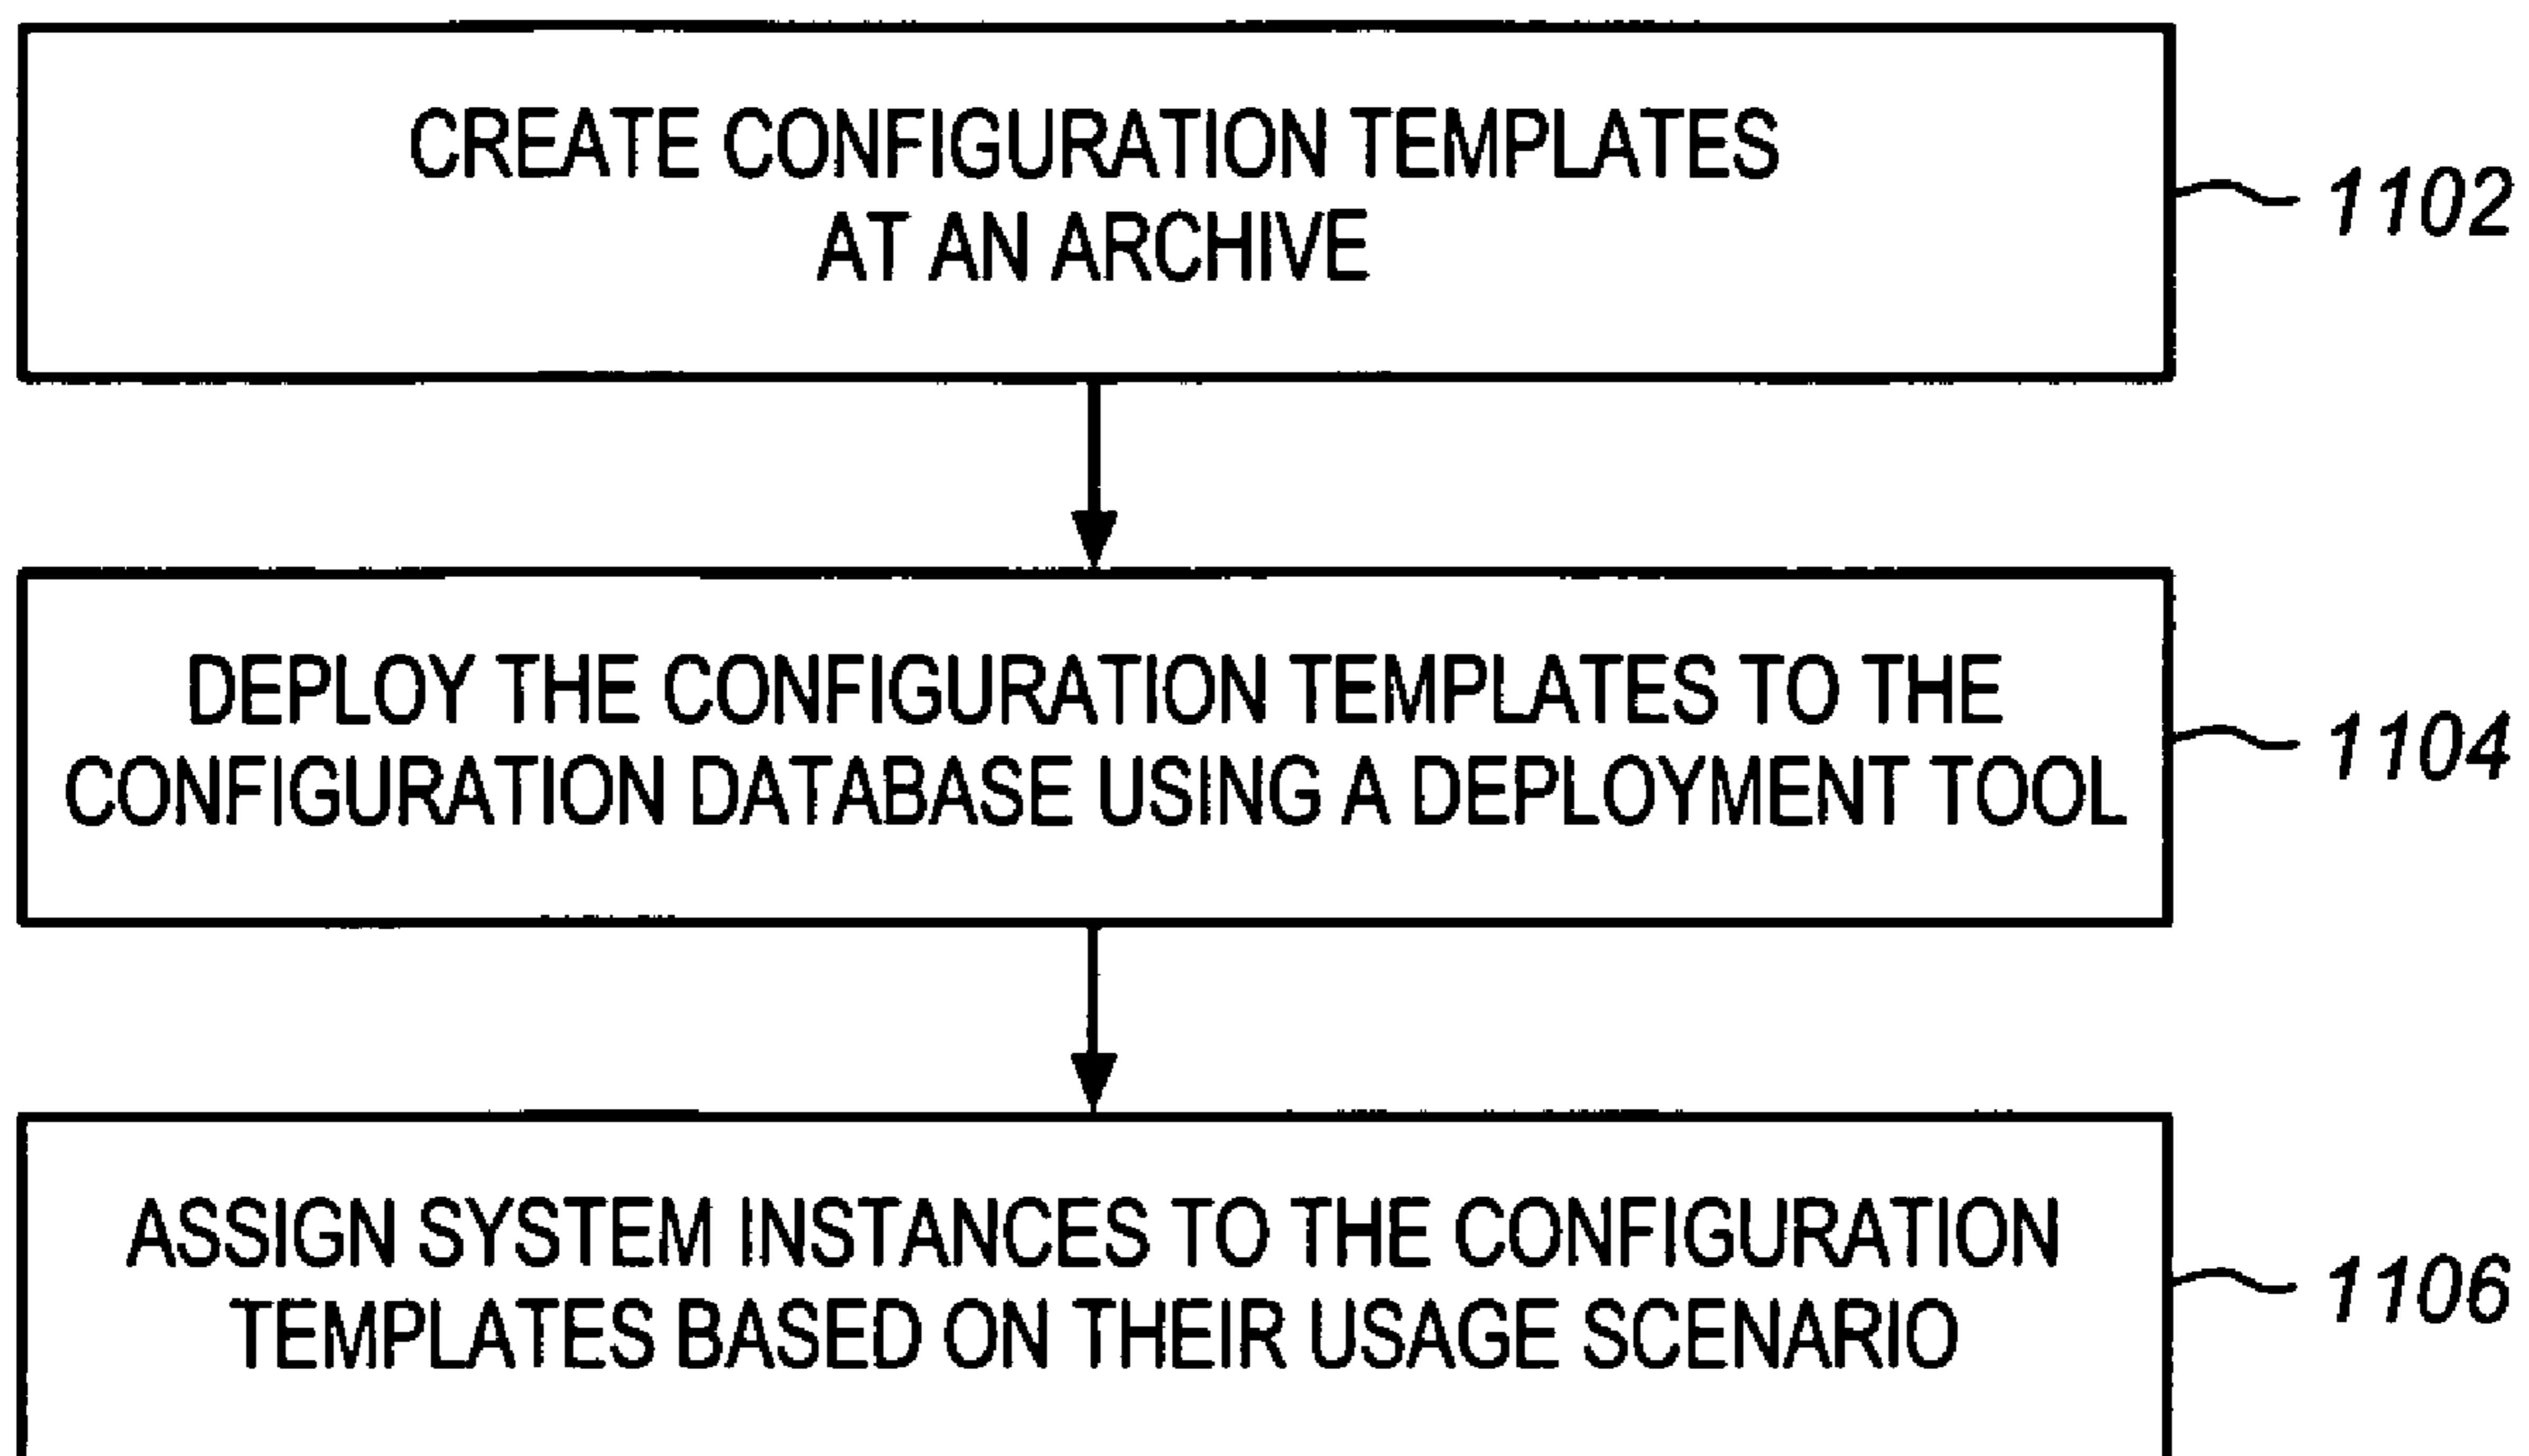 CREATE CONFIGURATION TEMPLATES
AT AN ARCHIVE
1102
DEPLOY THE CONFIGURATION TEMPLATES TO THE
CONFIGURATION DATABASE USING A DEPLOYMENT TOOL
1104
ASSIGN SYSTEM INSTANCES TO THE CONFIGURATION
TEMPLATES BASED ON THEIR USAGE SCENARIO
1106